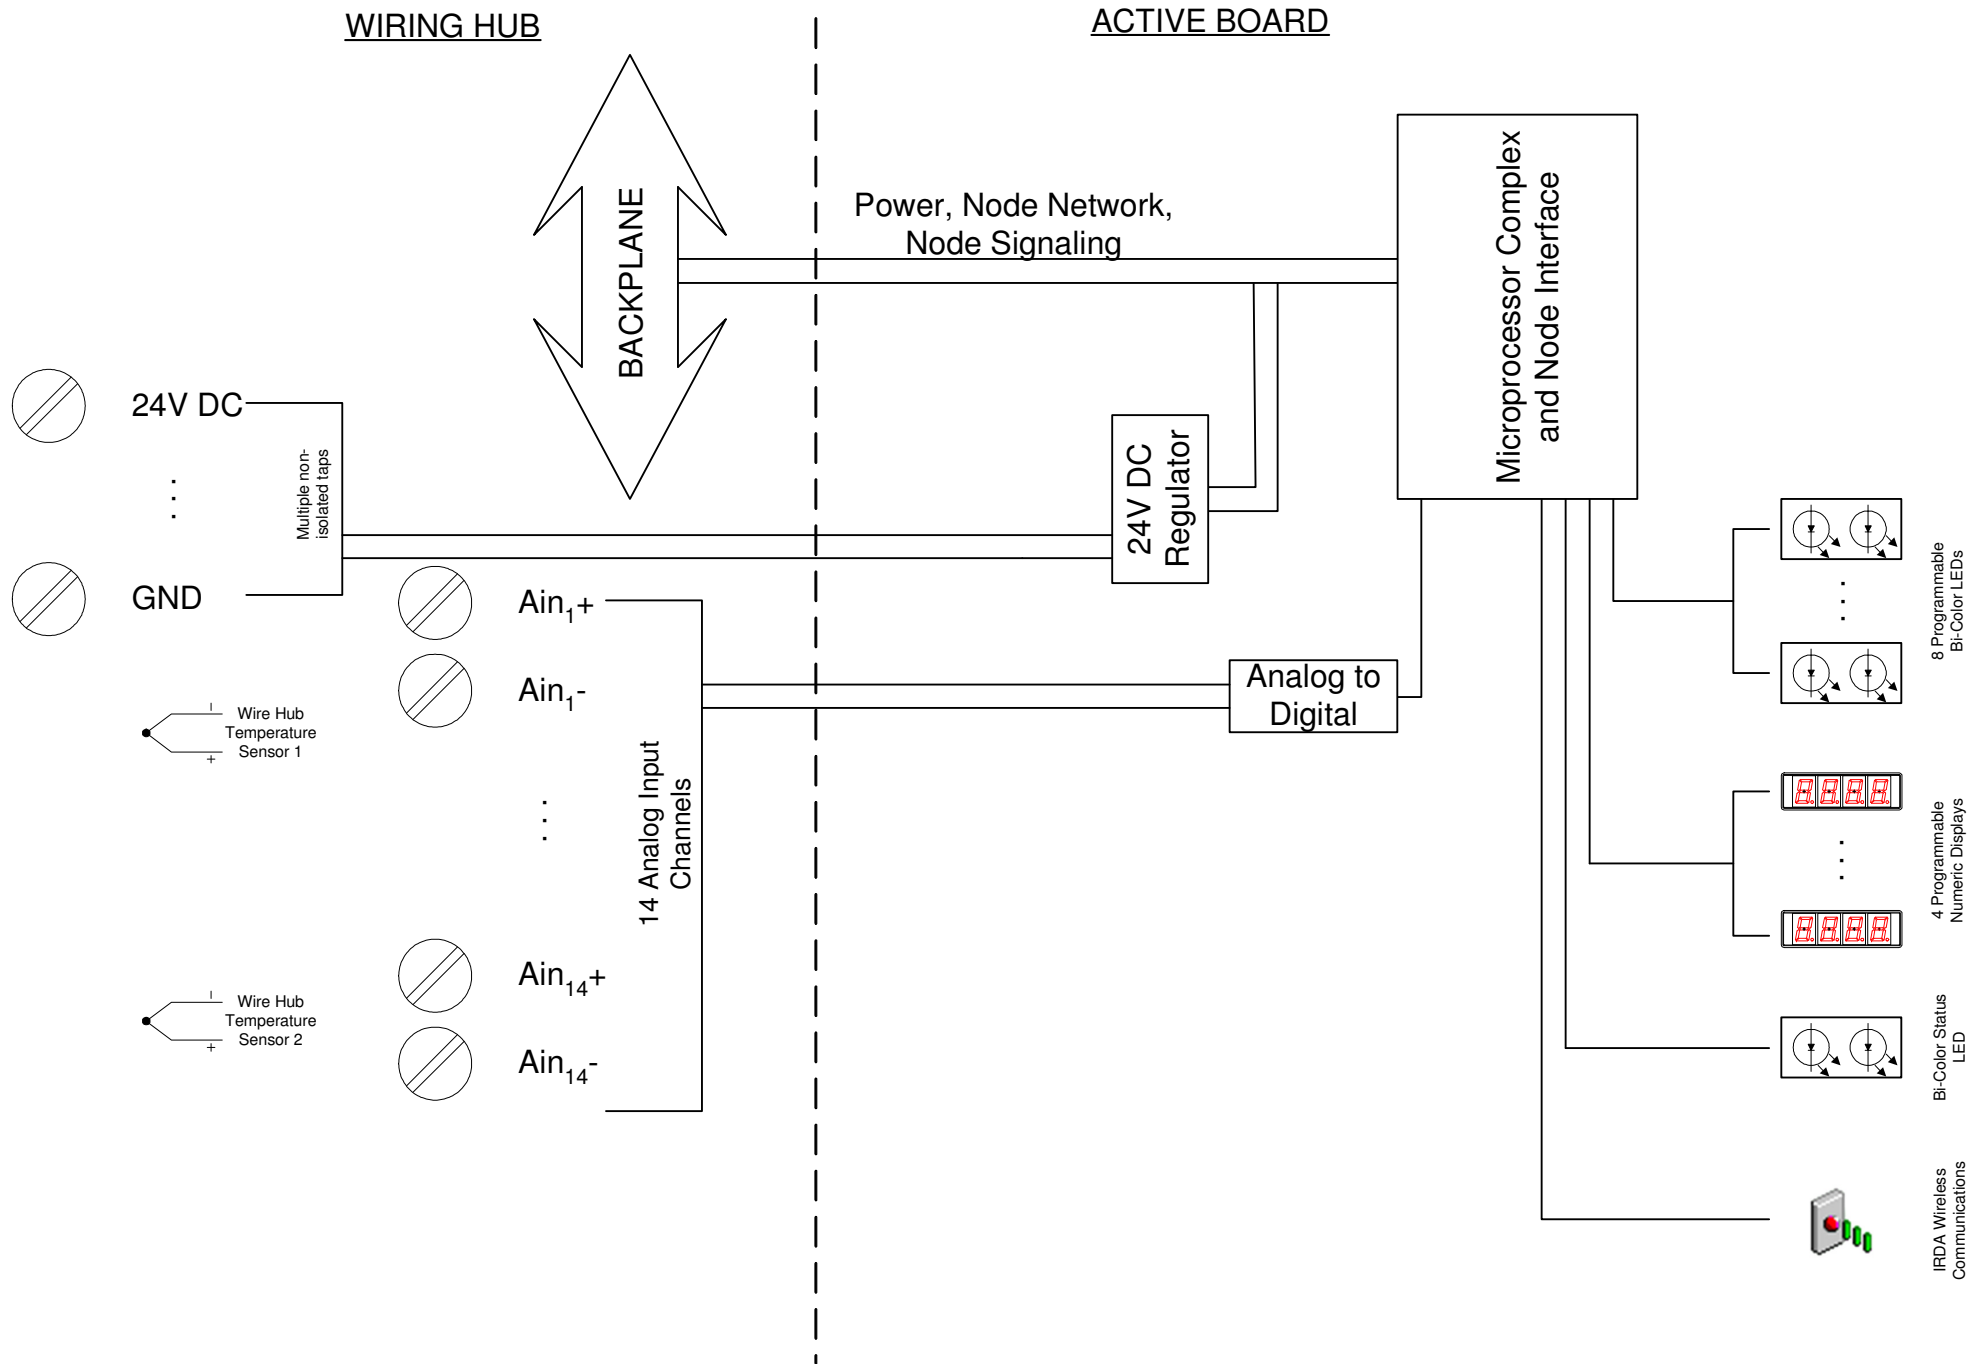 WIRING HUB
ACTIVE BOARD
BACKPLANE
Power, Node Network,
Node Signaling
Microprocessor Complex
and Node Interface
24V DC
Multiple non-
isolated taps
GND
24V DC
Regulator
Ain1+
Ain1-
Analog to
Digital
Wire Hub
Temperature
Sensor 1
14 Analog Input
Channels
Ain14+
Ain14-
Wire Hub
Temperature
Sensor 2
8 Programmable
Bi-Color LEDs
4 Programmable
Numeric Displays
Bi-Color Status
LED
IRDA Wireless
Communications